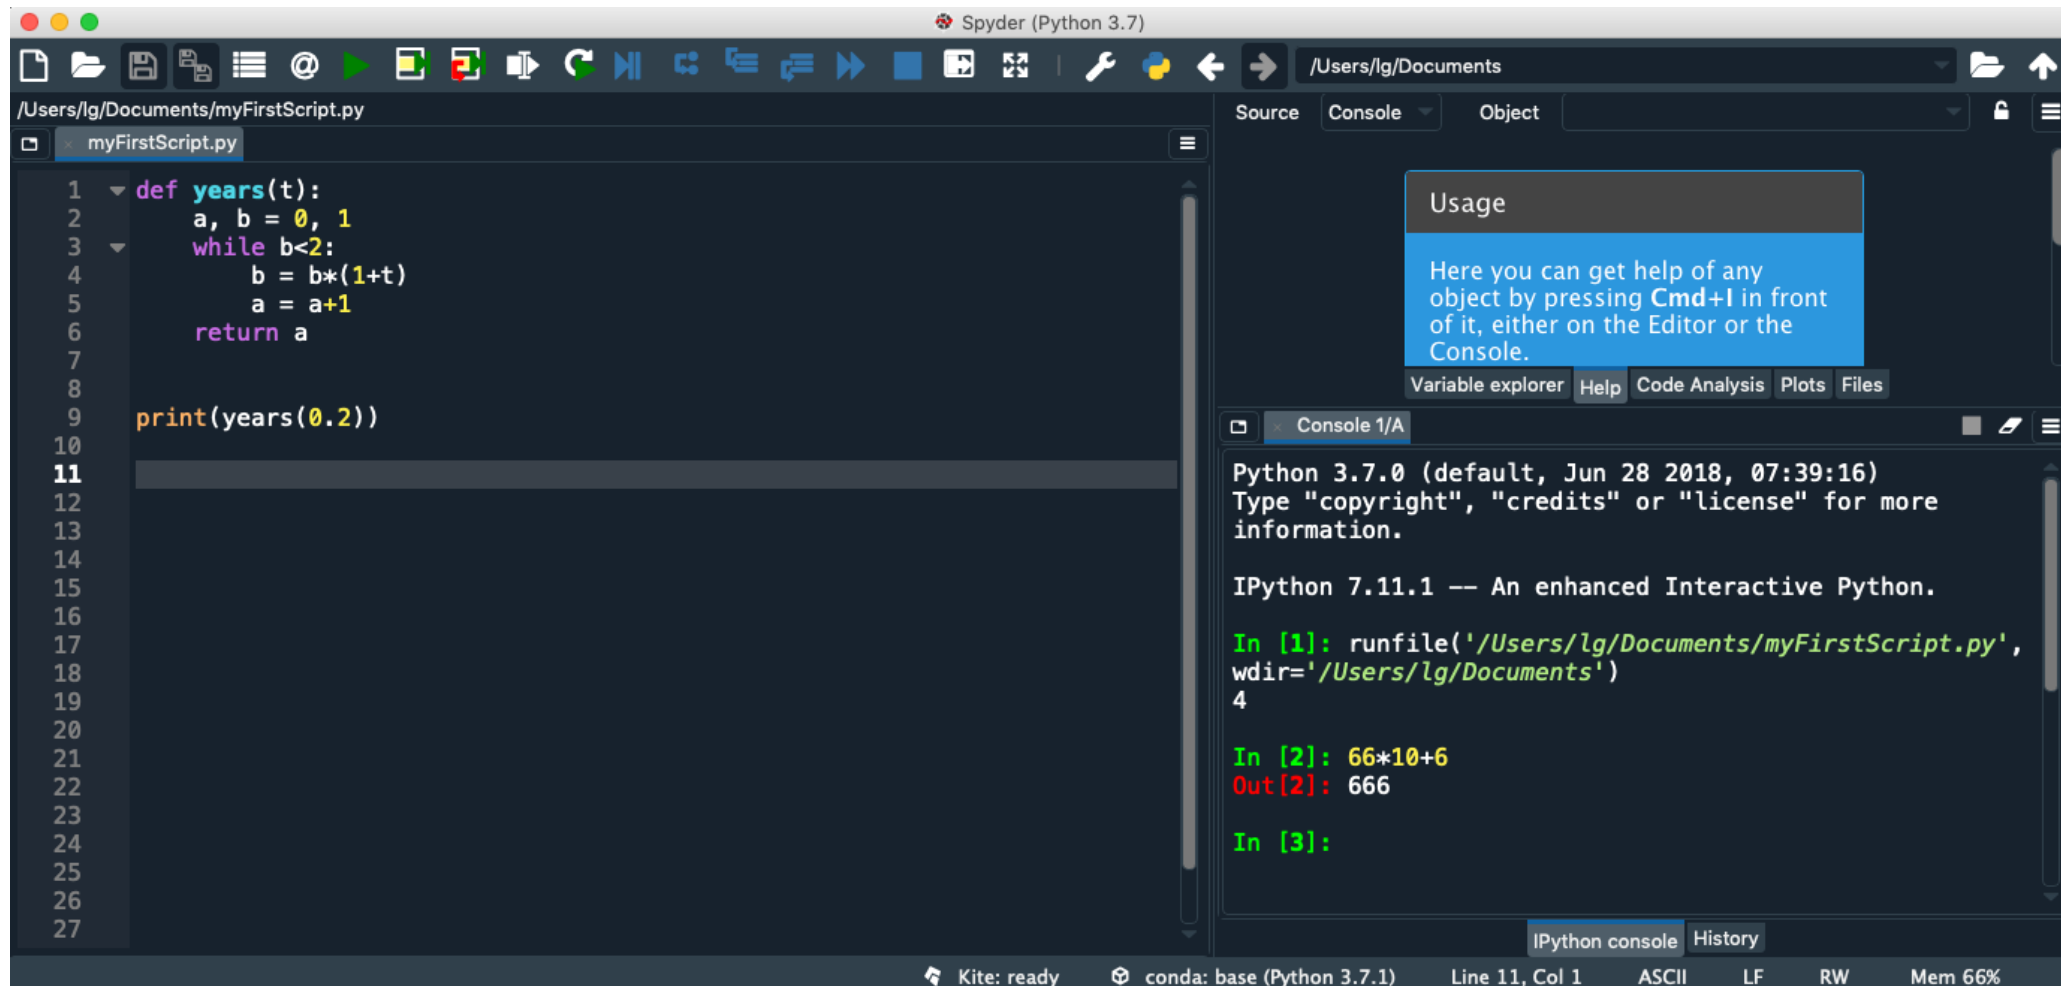 Spyder (Python 3.7)
/Users/lg/Documents
/Users/lg/Documents/myFirstScript.py
myFirstScript.py
1 def years(t):
2     a, b = 0, 1
3     while b<2:
4         b = b*(1+t)
5         a = a+1
6     return a
7
8
9 print(years(0.2))
10
11
12
13
14
15
16
17
18
19
20
21
22
23
24
25
26
27
Source Console Object
Usage
Here you can get help of any
object by pressing Cmd+I in front
of it, either on the Editor or the
Console.
Variable explorer Help Code Analysis Plots Files
Console 1/A
Python 3.7.0 (default, Jun 28 2018, 07:39:16)
Type "copyright", "credits" or "license" for more
information.
IPython 7.11.1 -- An enhanced Interactive Python.
In [1]: runfile('/Users/lg/Documents/myFirstScript.py',
wdir='/Users/lg/Documents')
4
In [2]: 66*10+6
Out[2]: 666
In [3]:
IPython console History
Kite: ready conda: base (Python 3.7.1) Line 11, Col 1 ASCII LF RW Mem 66%